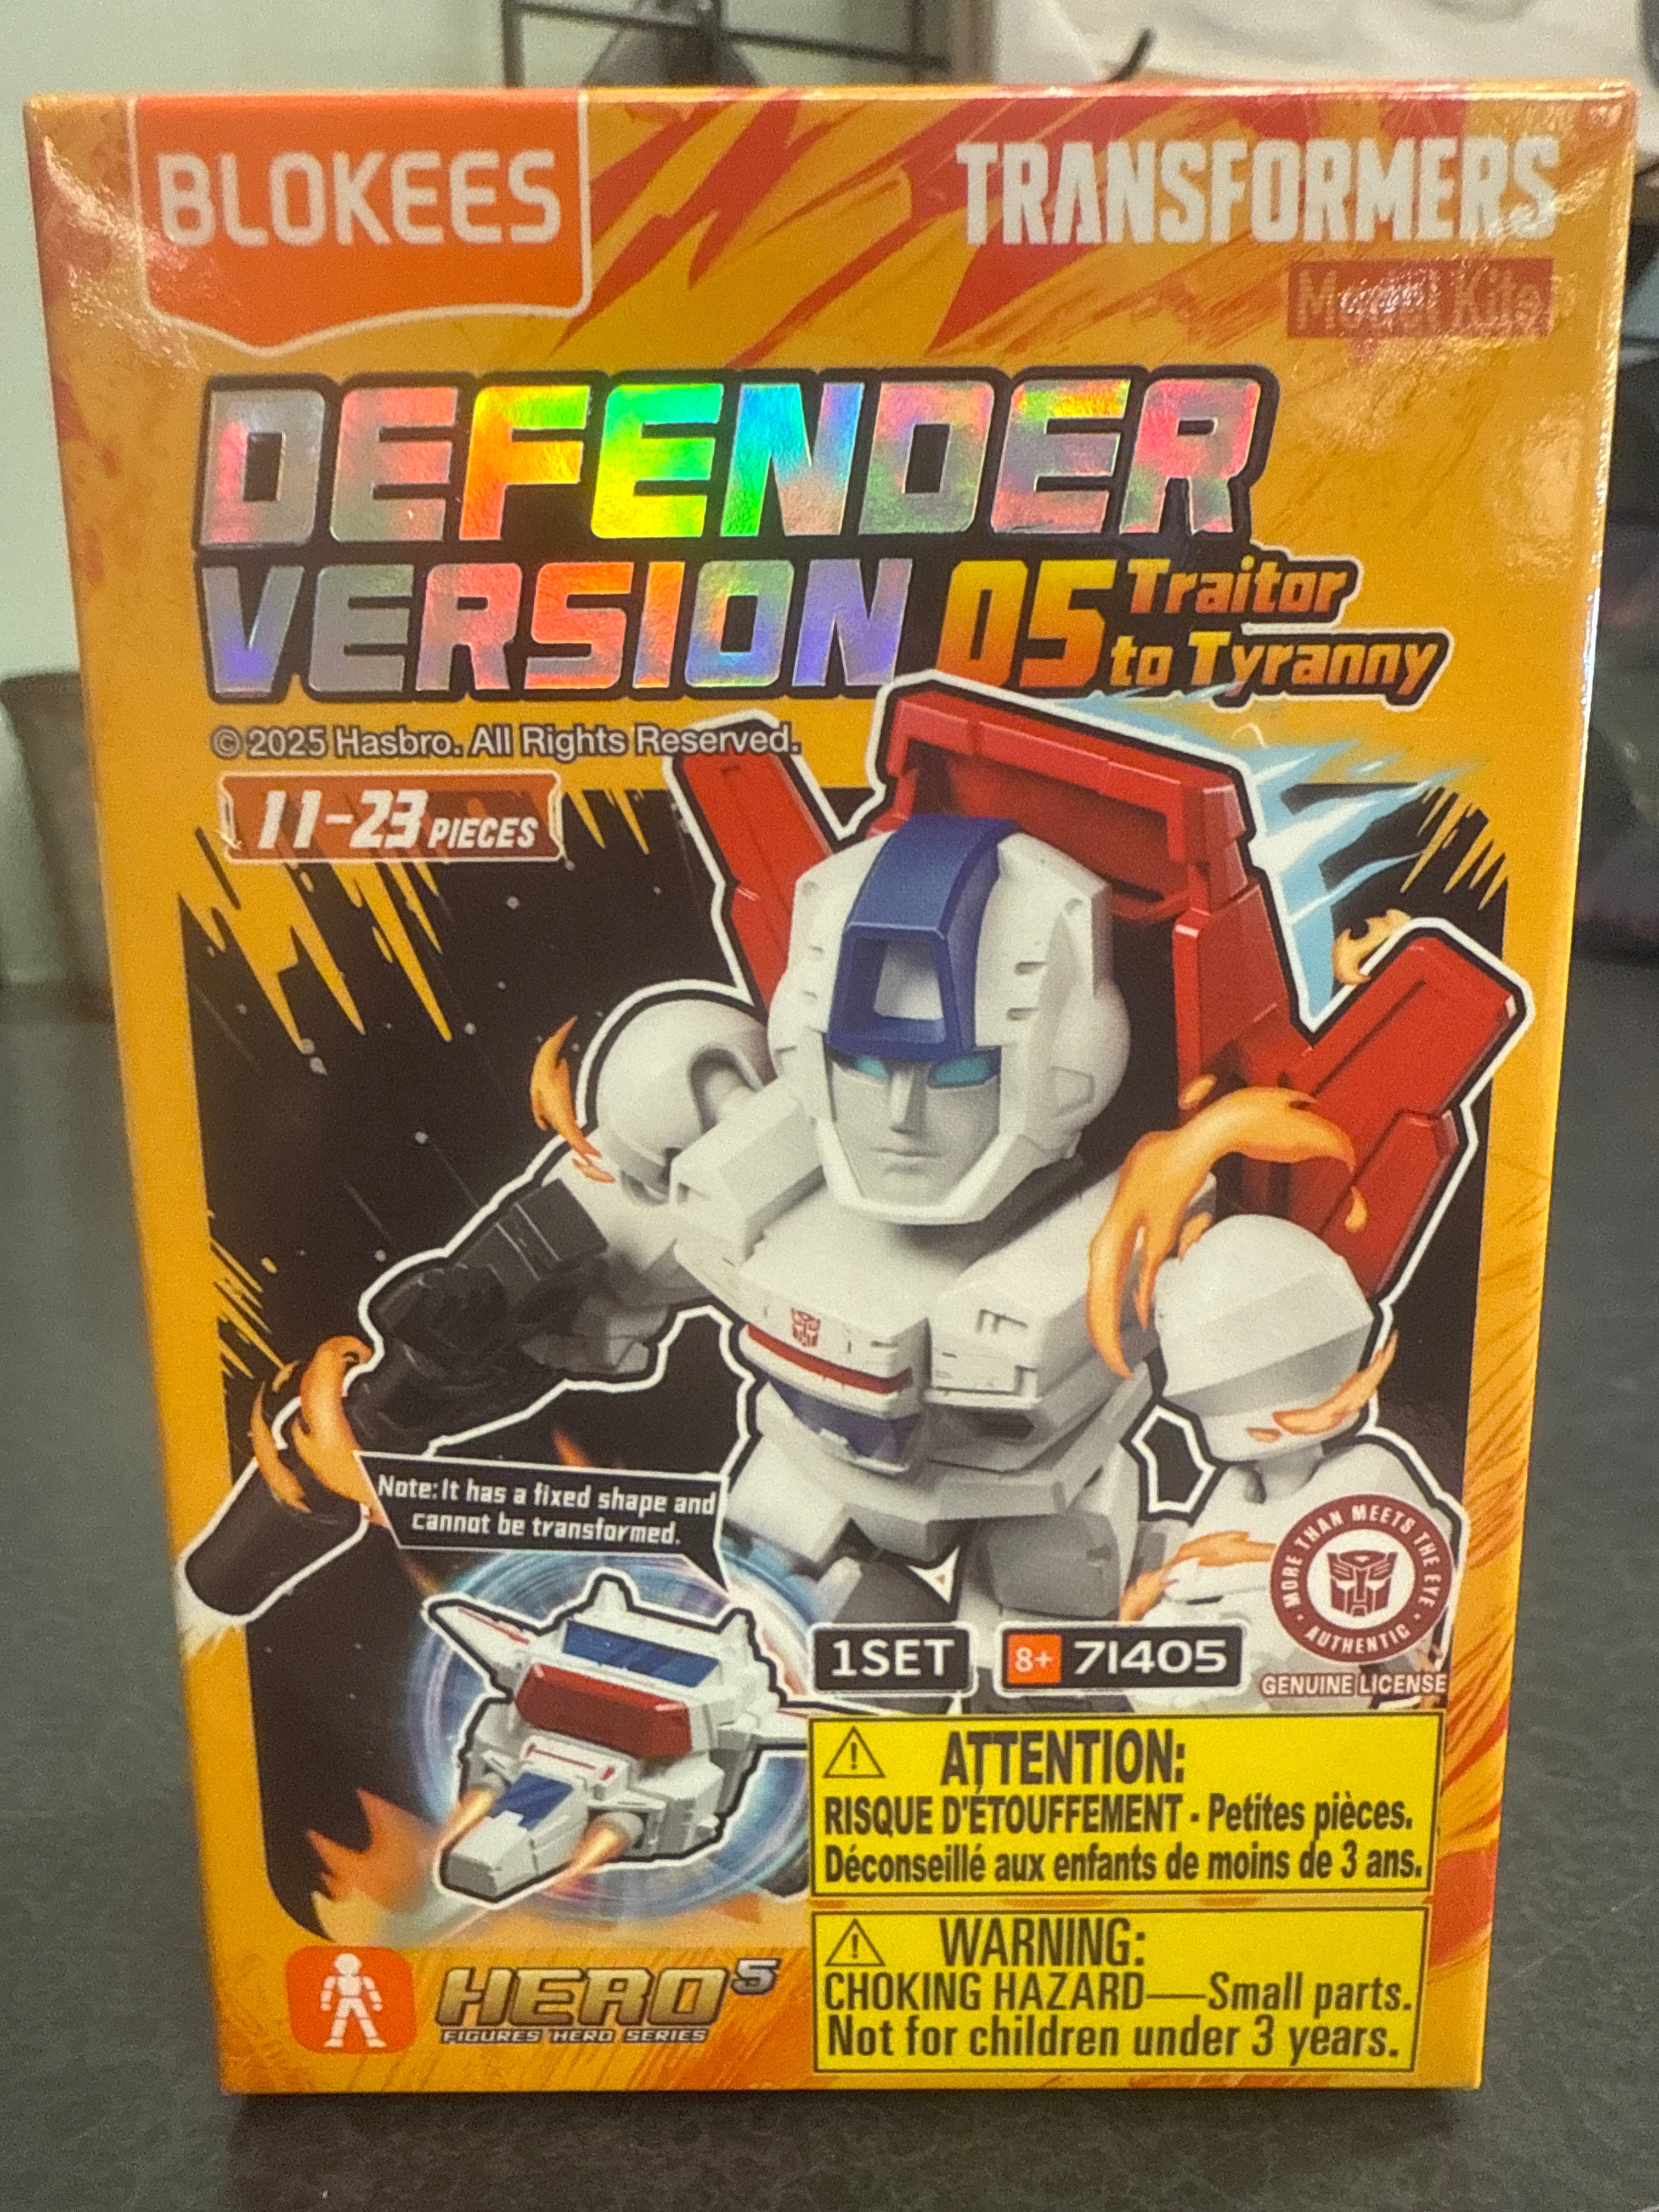 BLOKEES
TRANSFORMERS
Model Kits
DEFENDER
VERSION 05 Traitor
to Tyranny
© 2025 Hasbro. All Rights Reserved.
11-23 PIECES
Note: It has a fixed shape and
cannot be transformed.
1SET
8+ 71405
MORE THAN MEETS THE EYE
• AUTHENTIC •
GENUINE LICENSE
ATTENTION:
RISQUE D'ÉTOUFFEMENT - Petites pièces.
Déconseillé aux enfants de moins de 3 ans.
WARNING:
CHOKING HAZARD—Small parts.
Not for children under 3 years.
HERO5
FIGURES HERO SERIES